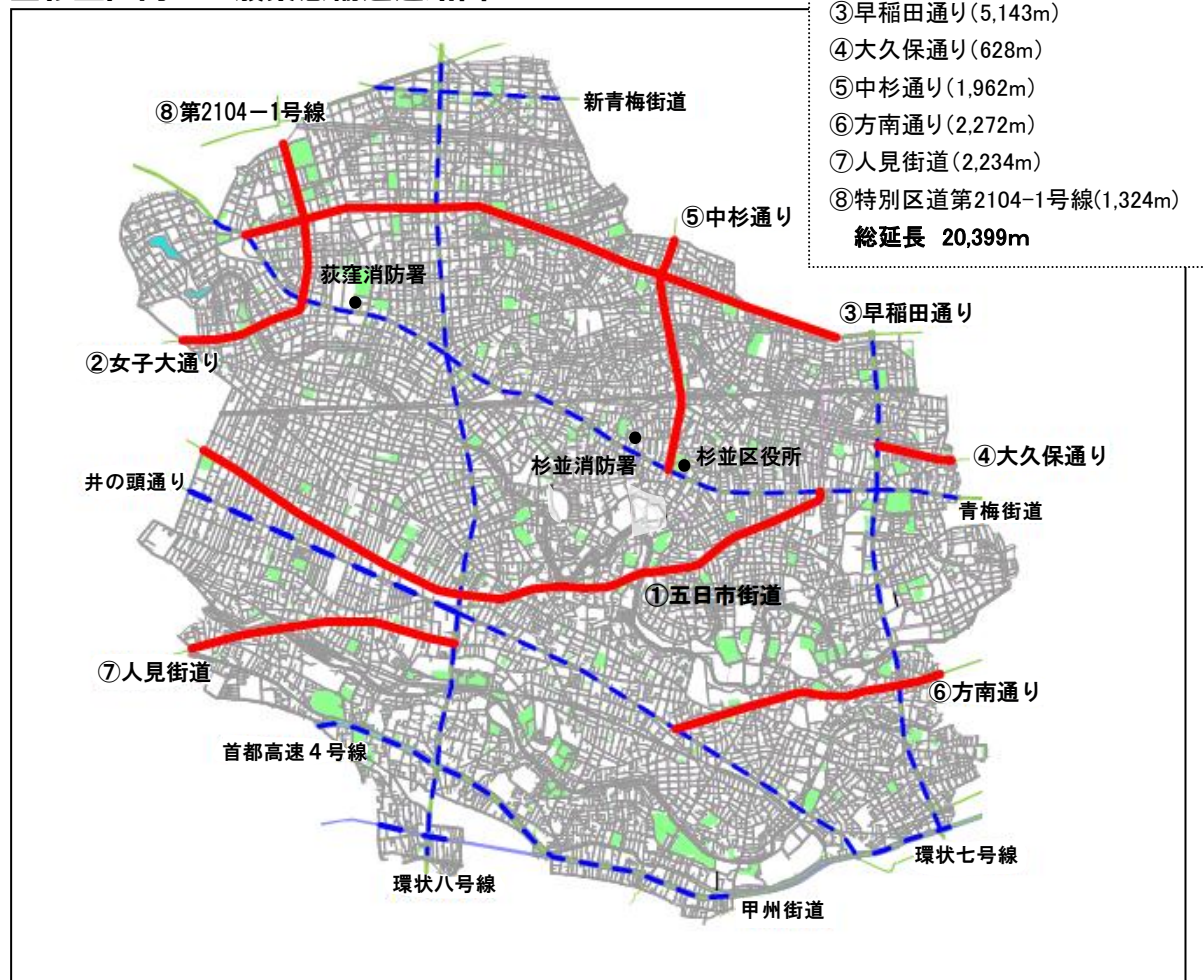 ③早稲田通り(5,143m)
④大久保通り(628m)
⑤中杉通り(1,962m)
⑥方南通り(2,272m)
⑦人見街道(2,234m)
⑧特別区道第2104-1号線(1,324m)
総延長 20,399m
新青梅街道
⑧第2104-1号線
⑤中杉通り
荻窪消防署
③早稲田通り
②女子大通り
杉並消防署
杉並区役所
④大久保通り
井の頭通り
青梅街道
①五日市街道
⑦人見街道
⑥方南通り
首都高速4号線
環状七号線
環状八号線
甲州街道